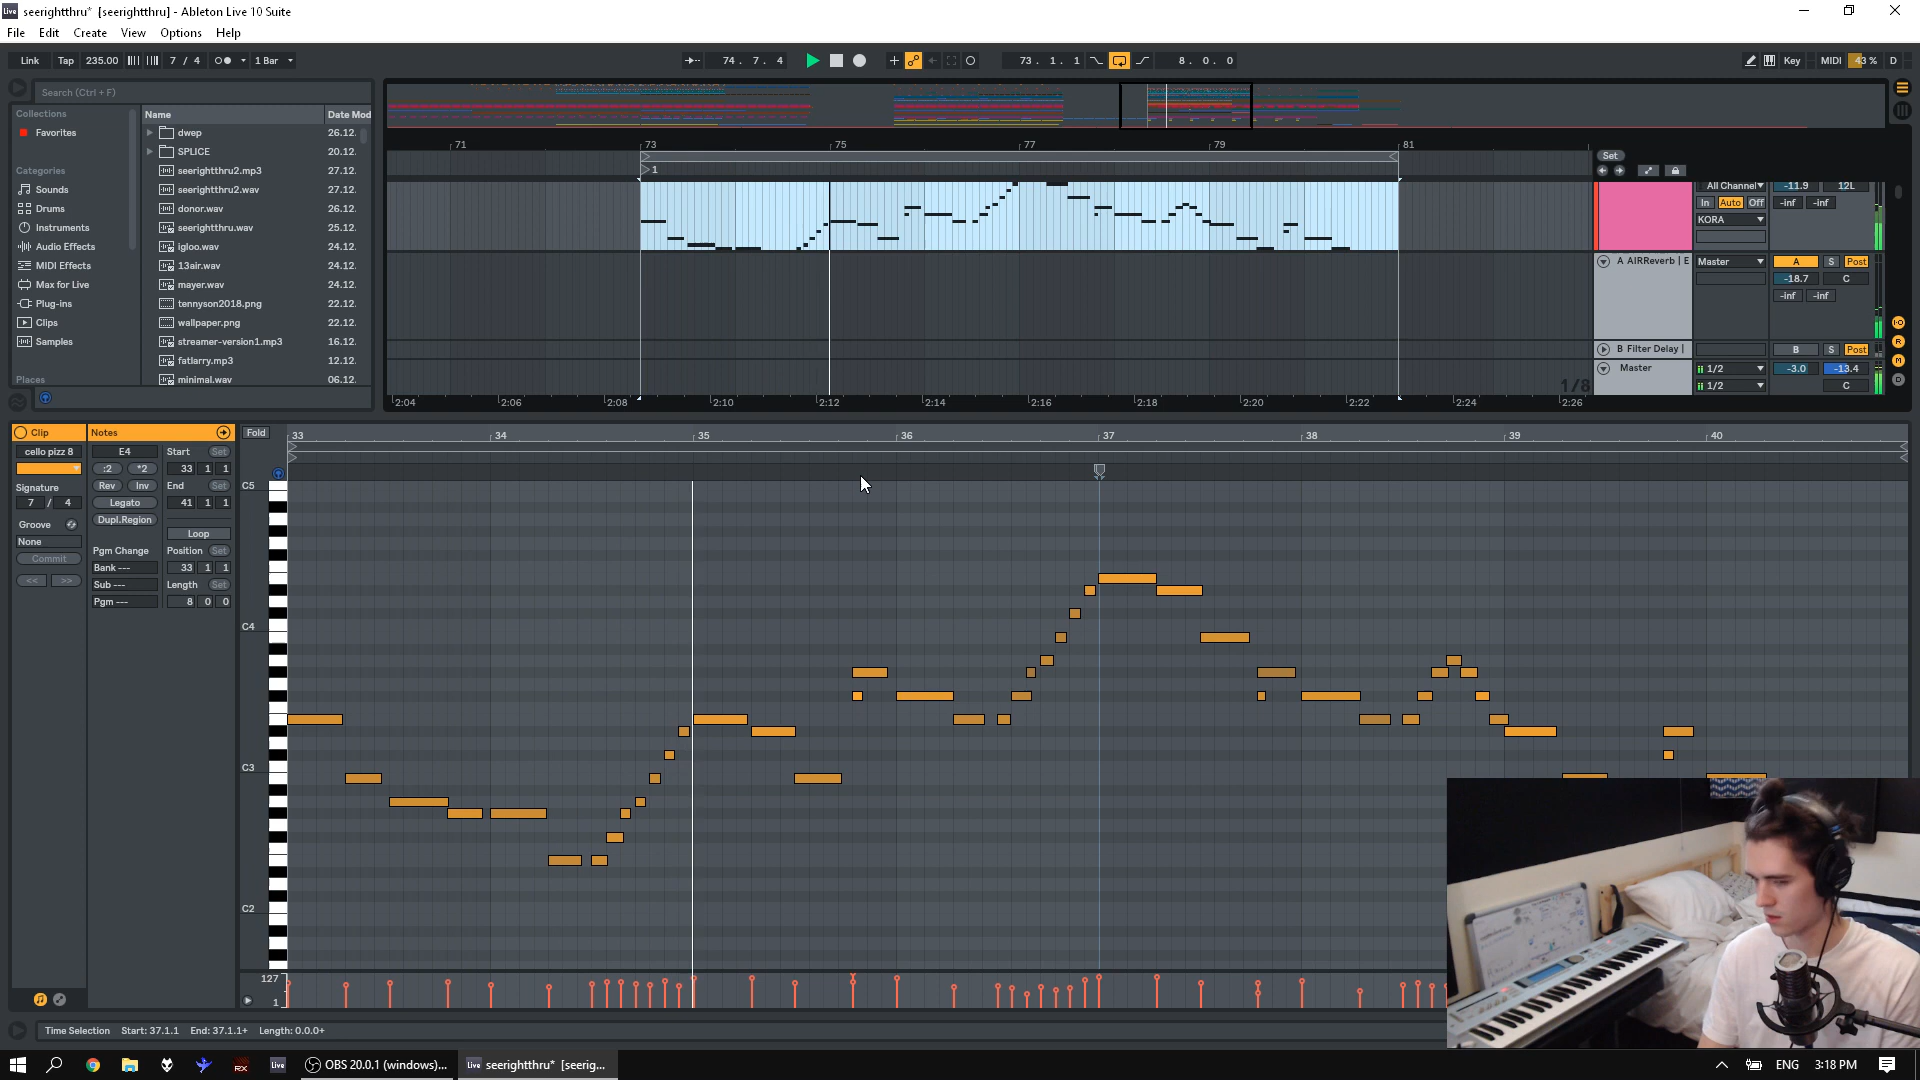 Live seerightthru* [seerightthru] - Ableton Live 10 Suite
File Edit Create View Options Help
Link Tap 235.00 7 / 4 1 Bar 74 . 7 . 4 73 . 1 . 1 8 . 0 . 0 Key MIDI 43 % D
Search (Ctrl + F)
Collections
Favorites
Categories
Sounds
Drums
Instruments
Audio Effects
MIDI Effects
Max for Live
Plug-ins
Clips
Samples
Places
Name Date Mod
dwep 26.12.
SPLICE 20.12.
seerightthru2.mp3 27.12.
seerightthru2.wav 27.12.
donor.wav 26.12.
seerightthru.wav 25.12.
igloo.wav 24.12.
13air.wav 24.12.
mayer.wav 24.12.
tennyson2018.png 22.12.
wallpaper.png 22.12.
streamer-version1.mp3 16.12.
fatlarry.mp3 12.12.
minimal.wav 06.12.
71 73 75 77 79 81
1
Set
All Channel -11.9 12L
In Auto Off -inf -inf
KORA
A AIRReverb | E Master A S Post
-18.7 C
-inf -inf
B Filter Delay | B S Post
Master 1/2 -3.0 -13.4
1/2 C
1/8
2:04 2:06 2:08 2:10 2:12 2:14 2:16 2:18 2:20 2:22 2:24 2:26
I·O
R
M
D
Clip Notes Fold
33 34 35 36 37 38 39 40
cello pizz 8 E4 Start Set
:2 *2 33 1 1
Signature Rev Inv End Set
7 / 4 Legato 41 1 1
Groove Dupl.Region
None Loop
Commit Pgm Change Position Set
<< >> Bank --- 33 1 1
Sub --- Length Set
Pgm --- 8 0 0
C5
C4
C3
C2
127
1
Time Selection Start: 37.1.1 End: 37.1.1+ Length: 0.0.0+
RX Live OBS 20.0.1 (windows)... Live seerightthru* [seerig... ENG 3:18 PM